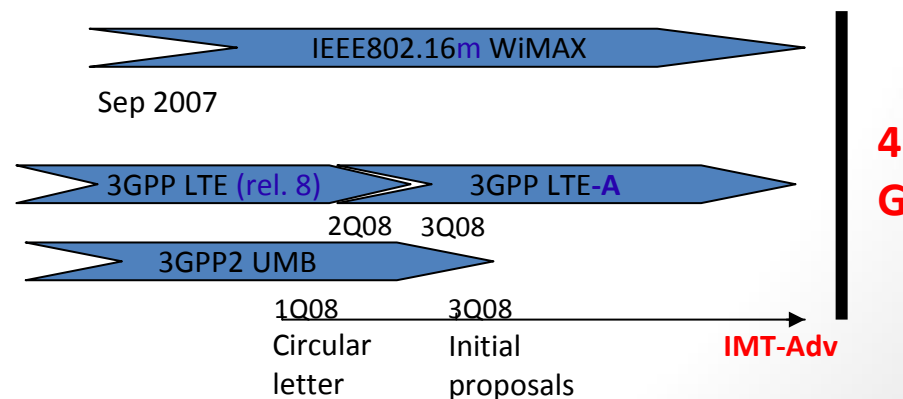 IEEE802.16m WiMAX
Sep 2007
4
G
3GPP LTE (rel. 8)
3GPP LTE-A
2Q08
3Q08
3GPP2 UMB
1Q08
3Q08
Circular
letter
Initial
proposals
IMT-Adv